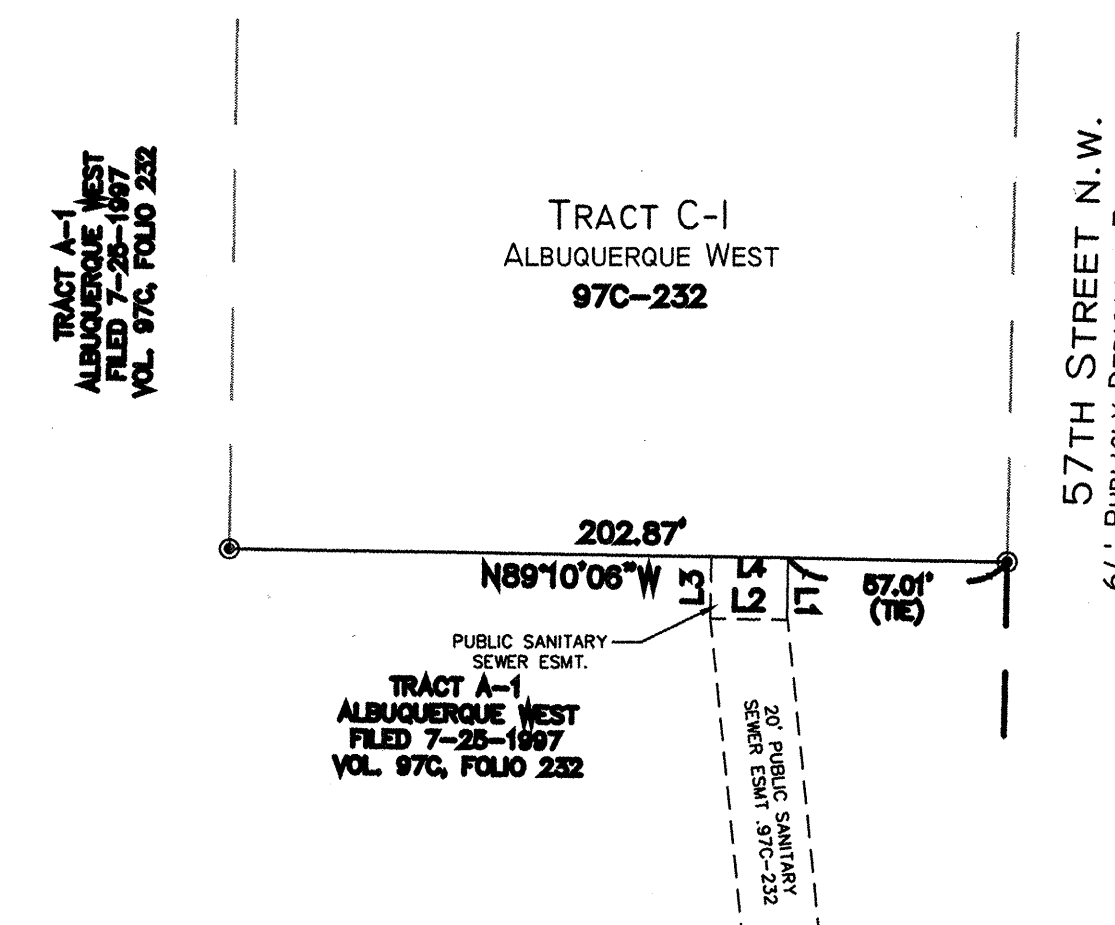 TRACT A-1
ALBUQUERQUE WEST
FILED 7-25-1997
VOL. 97C, FOLIO 232
TRACT C-1
ALBUQUERQUE WEST
97C-232
57TH STREET N.W.
202.87'
N89°10'06"W
L3
L4
L2
L1
57.01'
(TIE)
PUBLIC SANITARY
SEWER ESMT.
TRACT A-1
ALBUQUERQUE WEST
FILED 7-25-1997
VOL. 97C, FOLIO 232
20' PUBLIC SANITARY
SEWER ESMT .97C-232